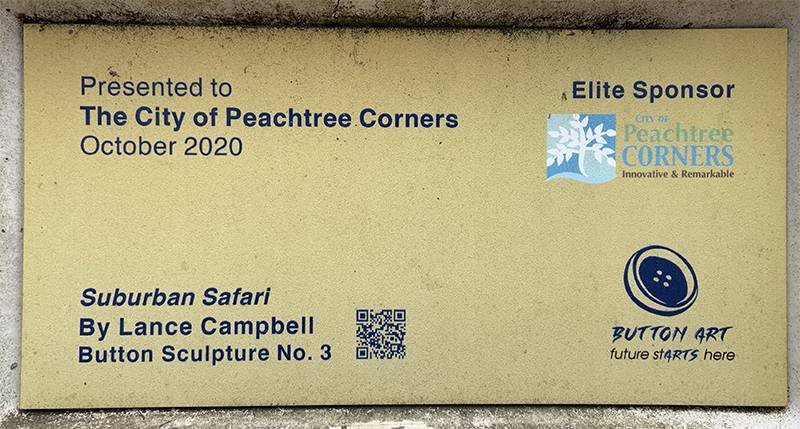 Presented to
The City of Peachtree Corners
October 2020
Elite Sponsor
CITY OF
Peachtree
CORNERS
Innovative & Remarkable
Suburban Safari
By Lance Campbell
Button Sculpture No. 3
BUTTON ART
future stARTS here